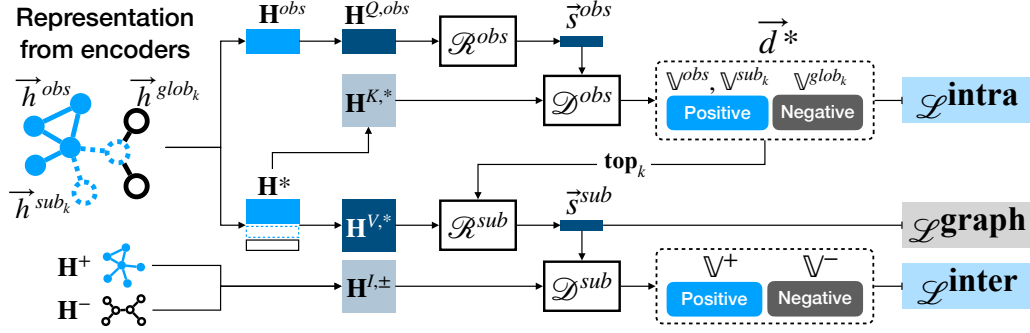 Representation
from encoders
h^obs
h^glob_k
h^sub_k
H^obs
H^Q,obs
ℛ^obs
s^obs
H^K,*
𝒟^obs
d*
𝕍^obs, 𝕍^sub_k 𝕍^glob_k
Positive Negative
ℒ^intra
top_k
H*
H^V,*
ℛ^sub
s^sub
ℒ^graph
H^+
H^−
H^I,±
𝒟^sub
𝕍^+ 𝕍^−
Positive Negative
ℒ^inter